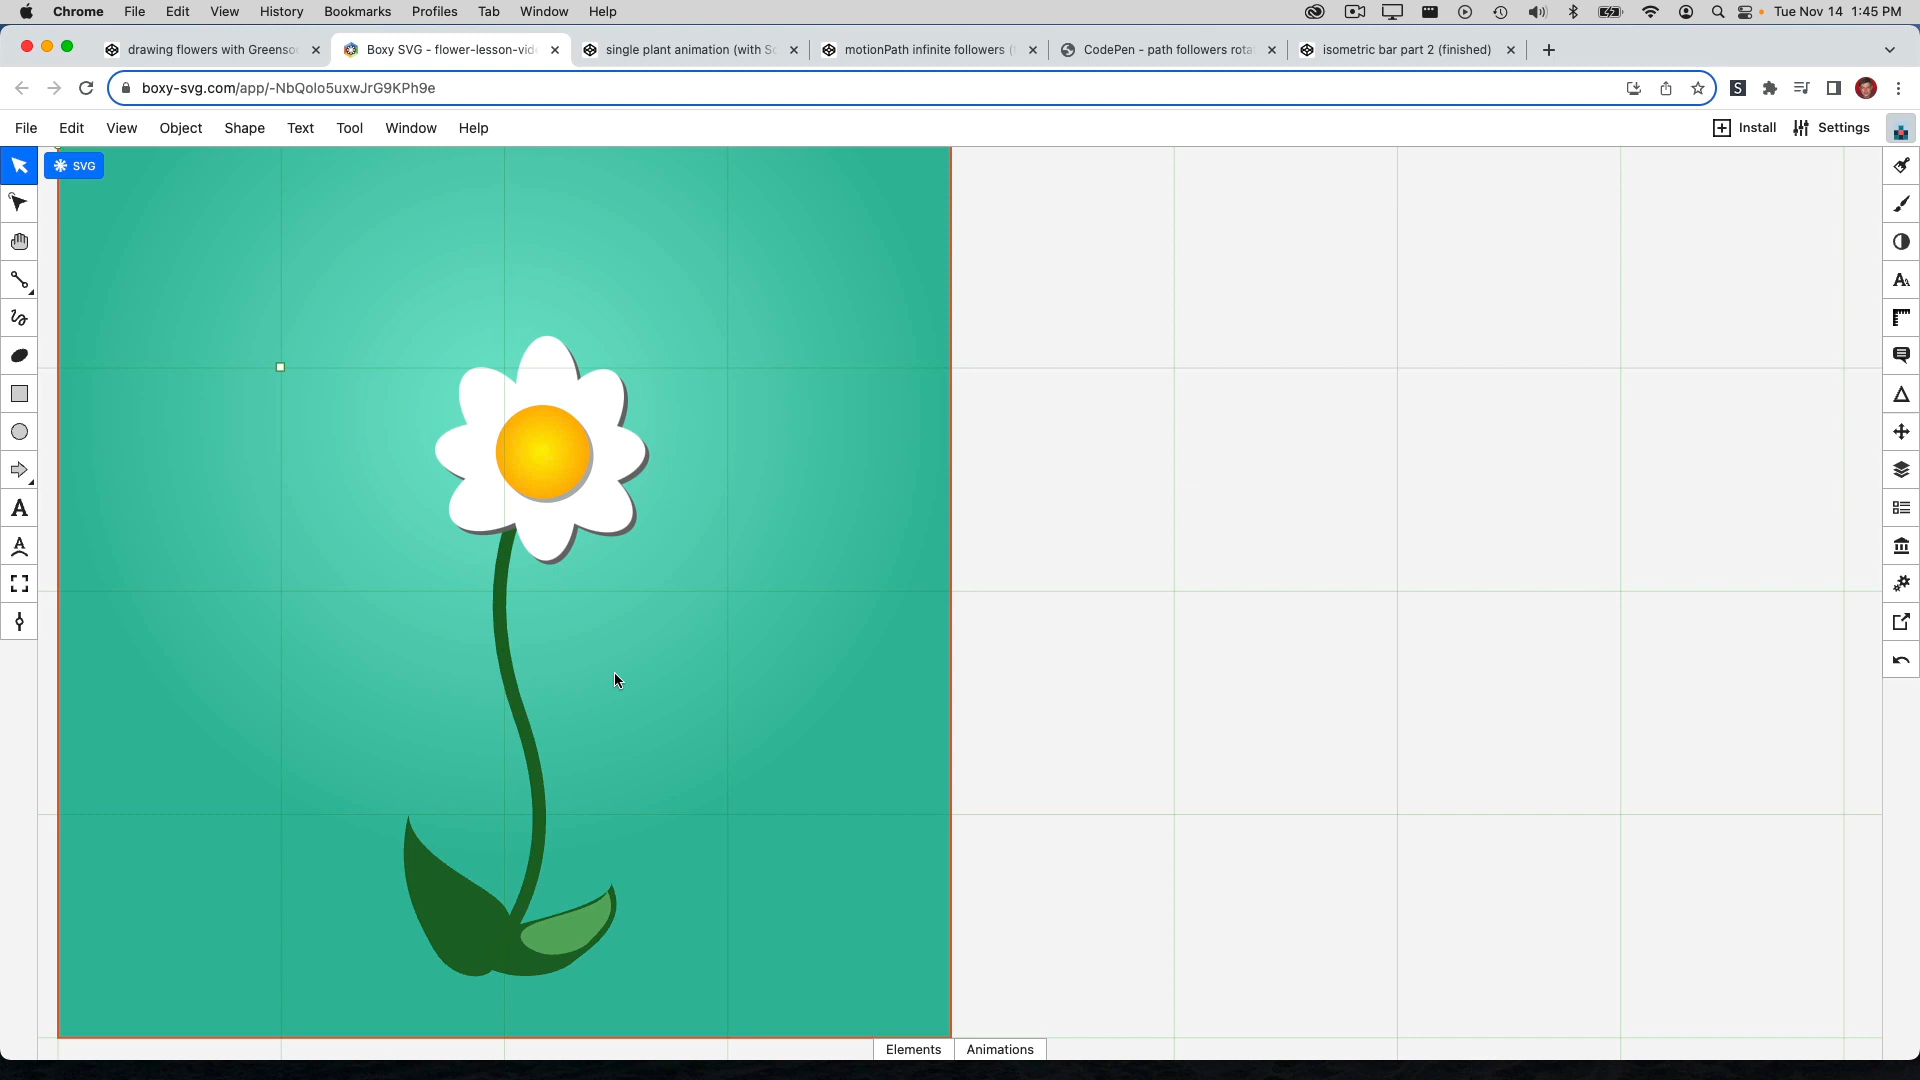 Chrome File Edit View History Bookmarks Profiles Tab Window Help Tue Nov 14 1:45 PM
drawing flowers with Greenso Boxy SVG - flower-lesson-vid single plant animation (with Sc motionPath infinite followers CodePen - path followers rota isometric bar part 2 (finished)
boxy-svg.com/app/-NbQolo5uxwJrG9KPh9e S
File Edit View Object Shape Text Tool Window Help Install Settings
SVG
Elements Animations